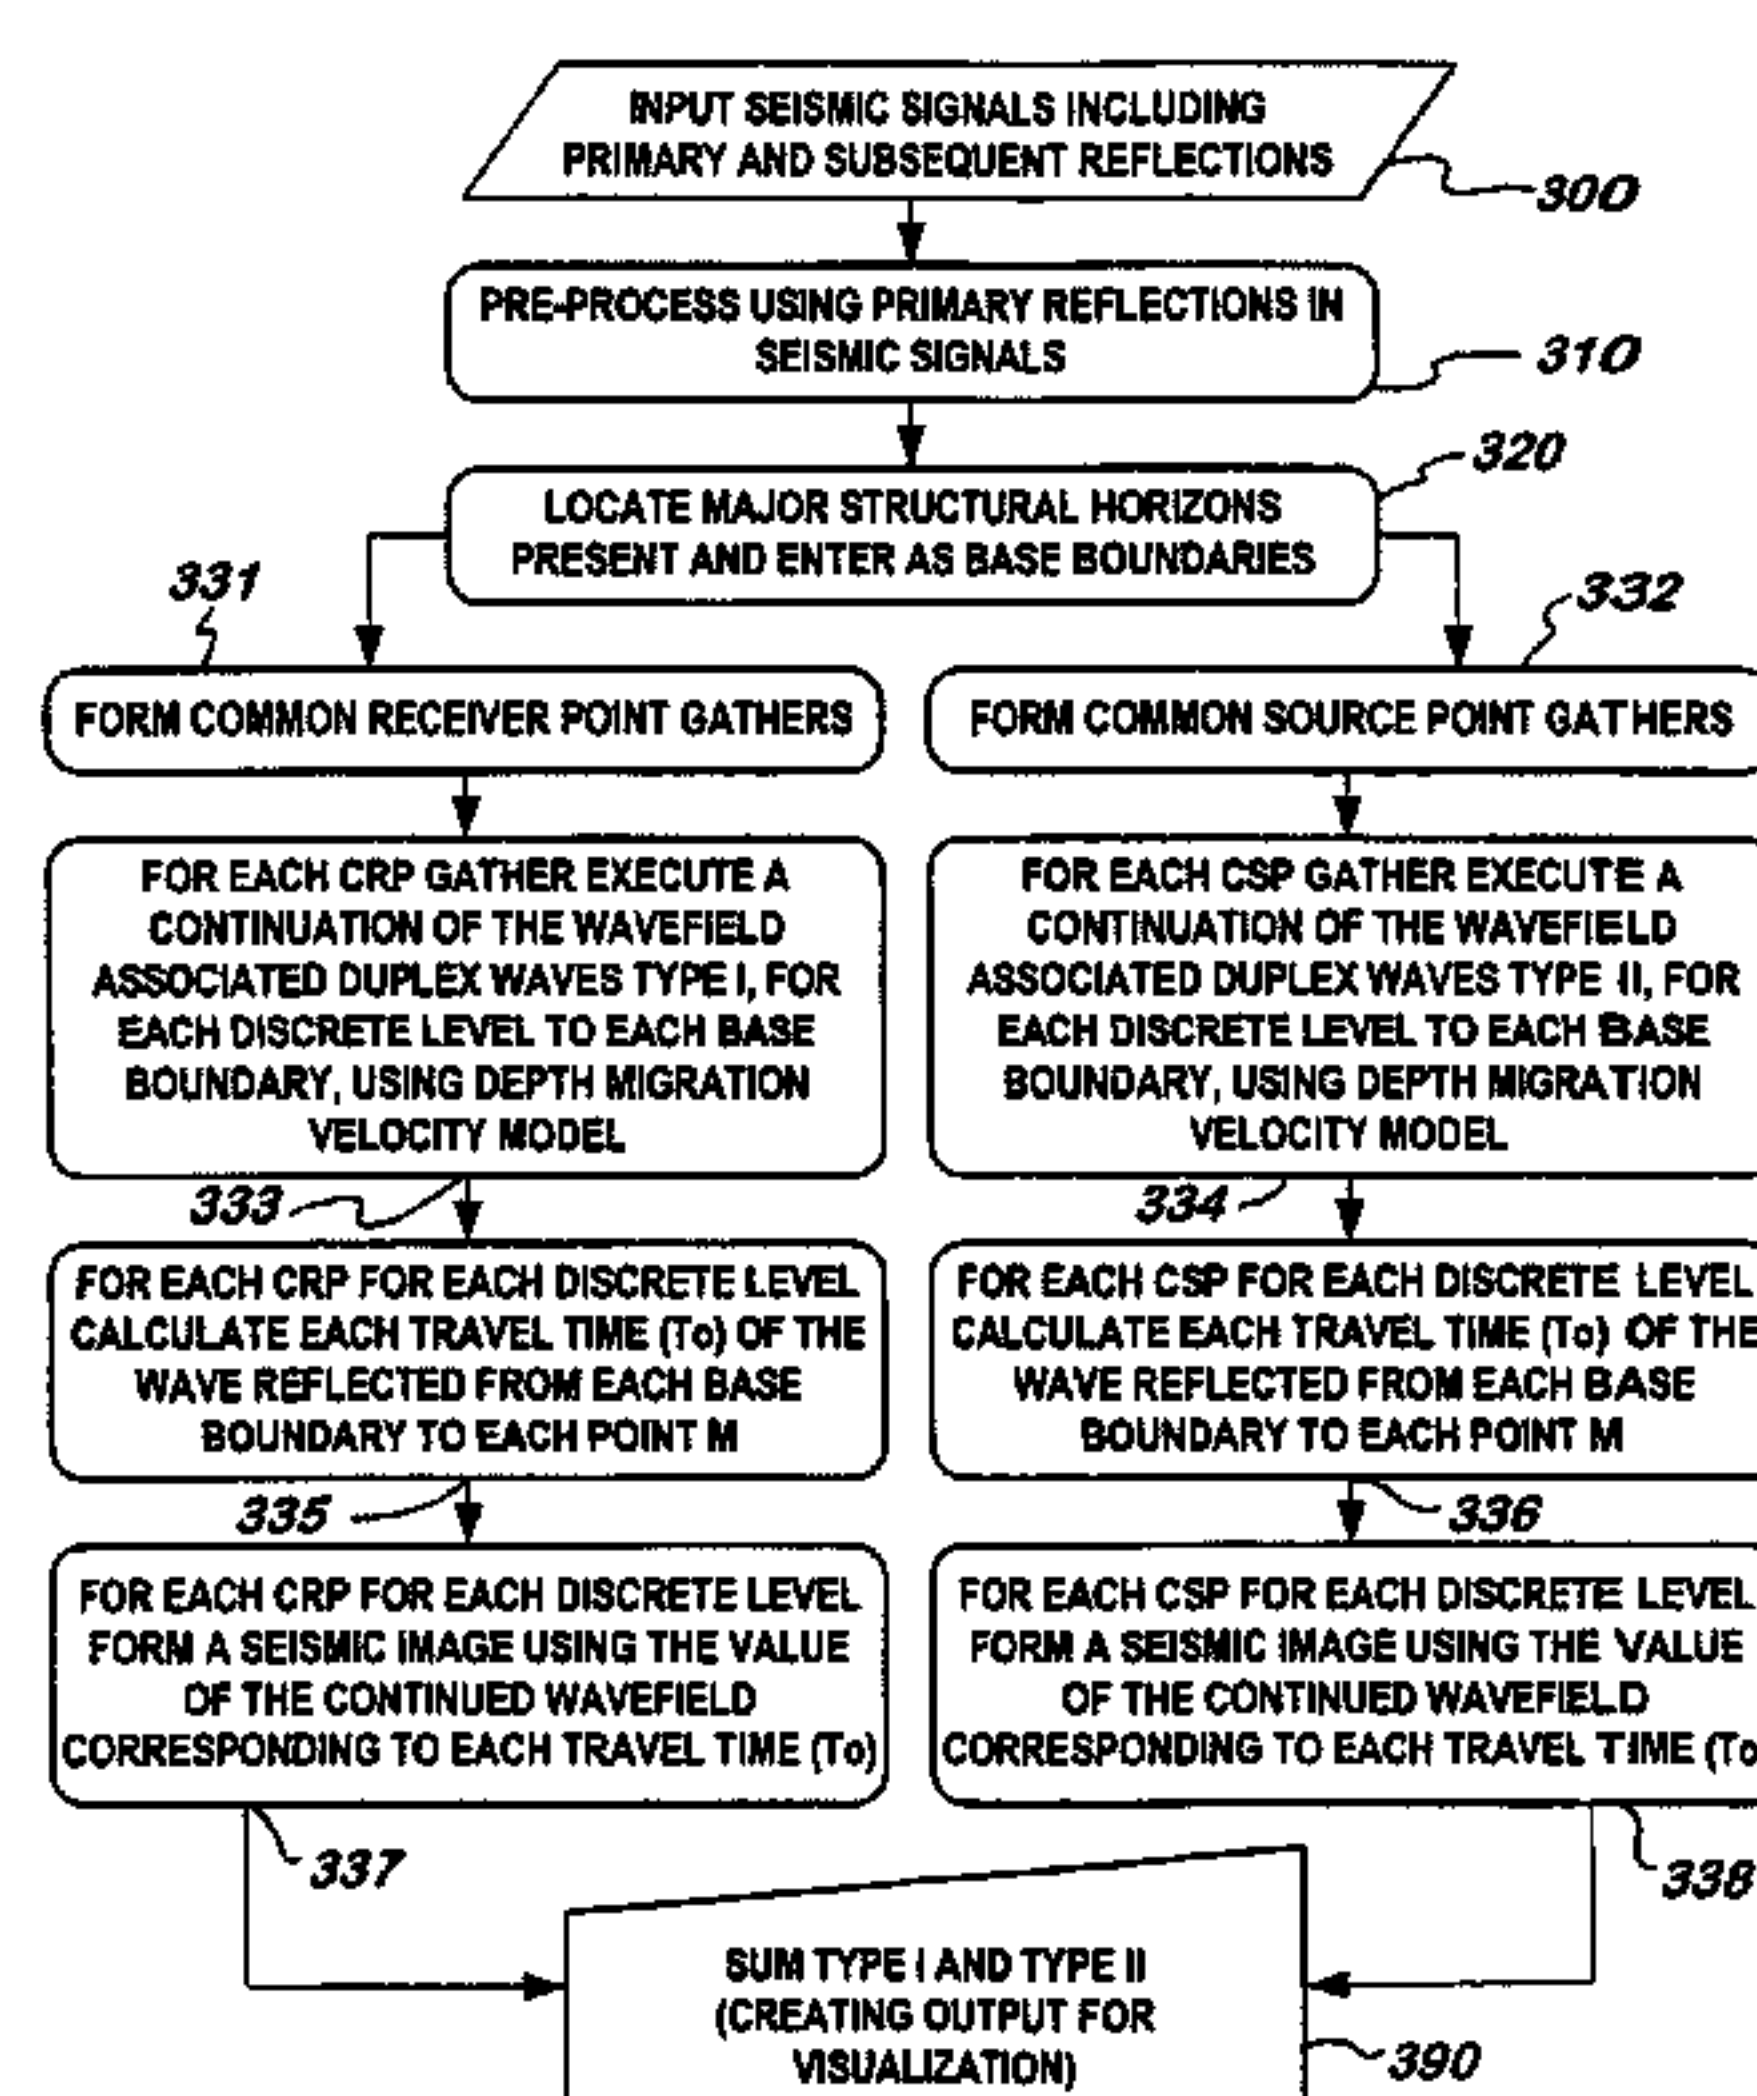 INPUT SEISMIC SIGNALS INCLUDING
PRIMARY AND SUBSEQUENT REFLECTIONS
300
PRE-PROCESS USING PRIMARY REFLECTIONS IN
SEISMIC SIGNALS
310
320
LOCATE MAJOR STRUCTURAL HORIZONS
PRESENT AND ENTER AS BASE BOUNDARIES
331
332
FORM COMMON RECEIVER POINT GATHERS
FORM COMMON SOURCE POINT GATHERS
FOR EACH CRP GATHER EXECUTE A
CONTINUATION OF THE WAVEFIELD
ASSOCIATED DUPLEX WAVES TYPE I, FOR
EACH DISCRETE LEVEL TO EACH BASE
BOUNDARY, USING DEPTH MIGRATION
VELOCITY MODEL
333
FOR EACH CSP GATHER EXECUTE A
CONTINUATION OF THE WAVEFIELD
ASSOCIATED DUPLEX WAVES TYPE II, FOR
EACH DISCRETE LEVEL TO EACH BASE
BOUNDARY, USING DEPTH MIGRATION
VELOCITY MODEL
334
FOR EACH CRP FOR EACH DISCRETE LEVEL
CALCULATE EACH TRAVEL TIME (To) OF THE
WAVE REFLECTED FROM EACH BASE
BOUNDARY TO EACH POINT M
335
FOR EACH CSP FOR EACH DISCRETE LEVEL
CALCULATE EACH TRAVEL TIME (To) OF THE
WAVE REFLECTED FROM EACH BASE
BOUNDARY TO EACH POINT M
336
FOR EACH CRP FOR EACH DISCRETE LEVEL
FORM A SEISMIC IMAGE USING THE VALUE
OF THE CONTINUED WAVEFIELD
CORRESPONDING TO EACH TRAVEL TIME (To)
337
FOR EACH CSP FOR EACH DISCRETE LEVEL
FORM A SEISMIC IMAGE USING THE VALUE
OF THE CONTINUED WAVEFIELD
CORRESPONDING TO EACH TRAVEL TIME (To
338
SUM TYPE I AND TYPE II
(CREATING OUTPUT FOR
VISUALIZATION)
390